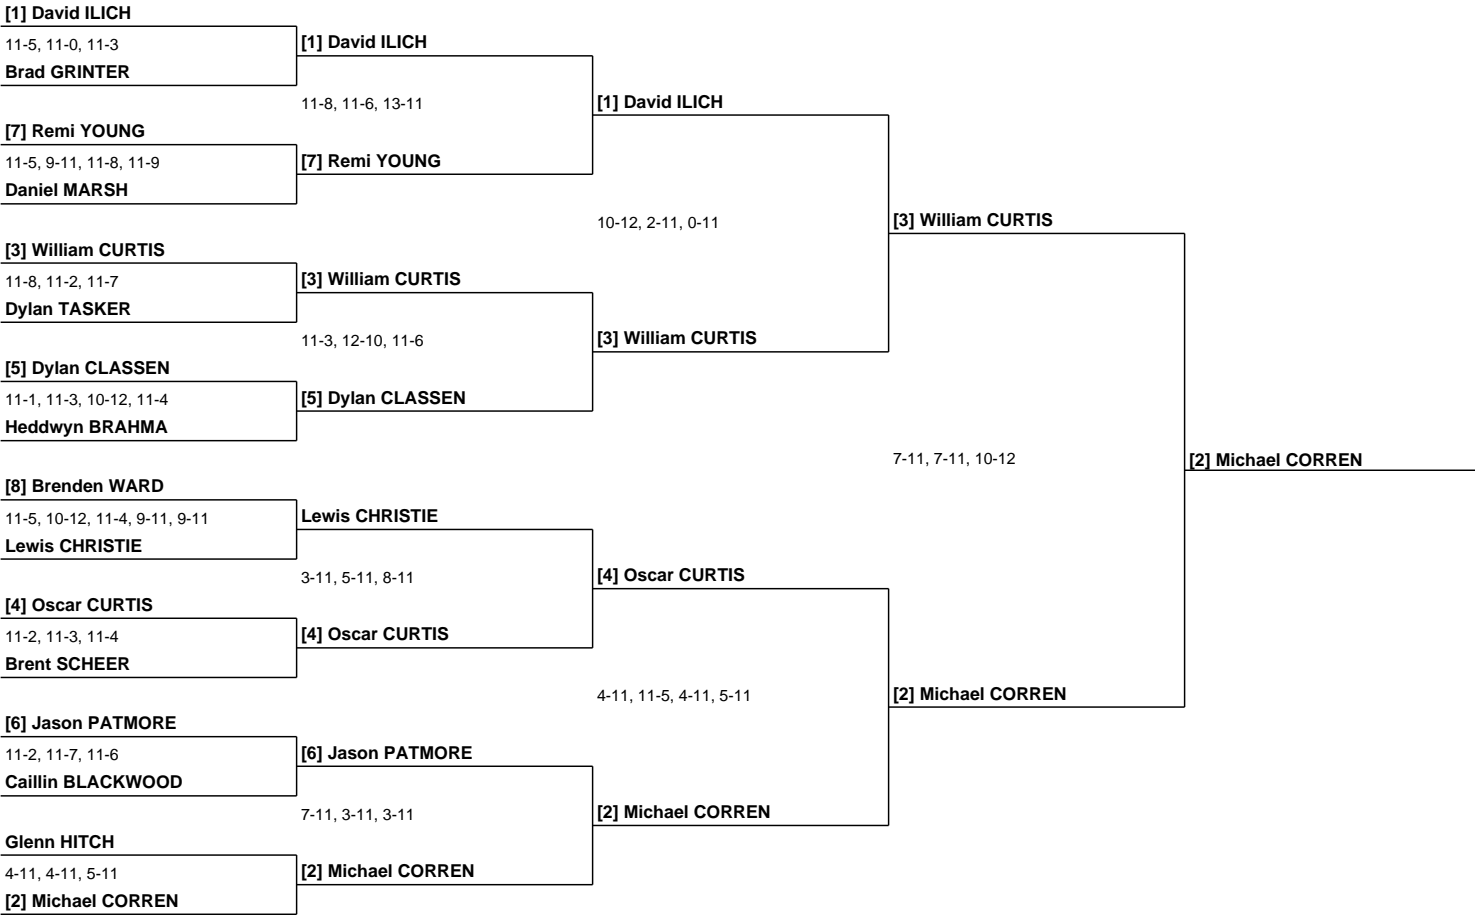 [1] David ILICH
11-5, 11-0, 11-3
Brad GRINTER
[7] Remi YOUNG
11-5, 9-11, 11-8, 11-9
Daniel MARSH
[3] William CURTIS
11-8, 11-2, 11-7
Dylan TASKER
[5] Dylan CLASSEN
11-1, 11-3, 10-12, 11-4
Heddwyn BRAHMA
[8] Brenden WARD
11-5, 10-12, 11-4, 9-11, 9-11
Lewis CHRISTIE
[4] Oscar CURTIS
11-2, 11-3, 11-4
Brent SCHEER
[6] Jason PATMORE
11-2, 11-7, 11-6
Caillin BLACKWOOD
Glenn HITCH
4-11, 4-11, 5-11
[2] Michael CORREN
[1] David ILICH
11-8, 11-6, 13-11
[7] Remi YOUNG
[3] William CURTIS
11-3, 12-10, 11-6
[5] Dylan CLASSEN
Lewis CHRISTIE
3-11, 5-11, 8-11
[4] Oscar CURTIS
[6] Jason PATMORE
7-11, 3-11, 3-11
[2] Michael CORREN
[1] David ILICH
10-12, 2-11, 0-11
[3] William CURTIS
[4] Oscar CURTIS
4-11, 11-5, 4-11, 5-11
[2] Michael CORREN
[3] William CURTIS
7-11, 7-11, 10-12
[2] Michael CORREN
[2] Michael CORREN